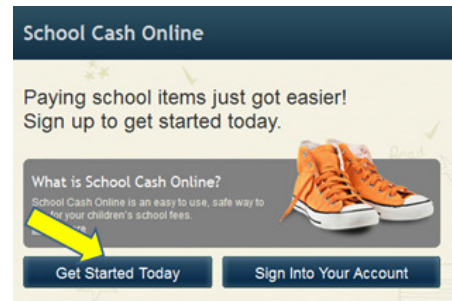 School Cash Online
Paying school items just got easier!
Sign up to get started today.
What is School Cash Online?
School Cash Online is an easy to use, safe way to
for your children's school fees.
Get Started Today
Sign Into Your Account